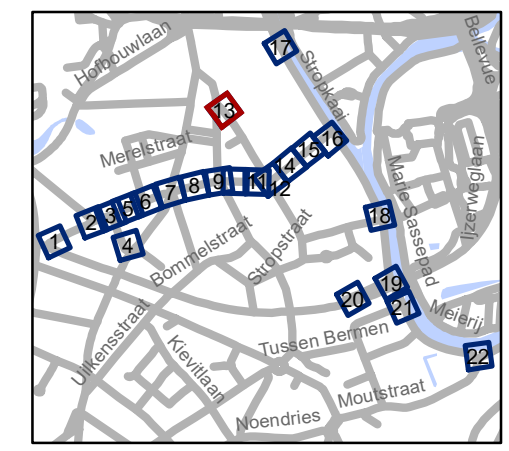 Hofbouwlaan
17
Stropkaai
Bellevue
13
Merelstraat
16
15
14
IJzerweglaan
Marie Sassepad
1
2
3
5
6
7
8
9
11
12
4
18
Bommelstraat
Stropstraat
19
20
21
Meierij
Uilkensstraat
Kievitlaan
Tussen Bermen
22
Moutstraat
Noendries